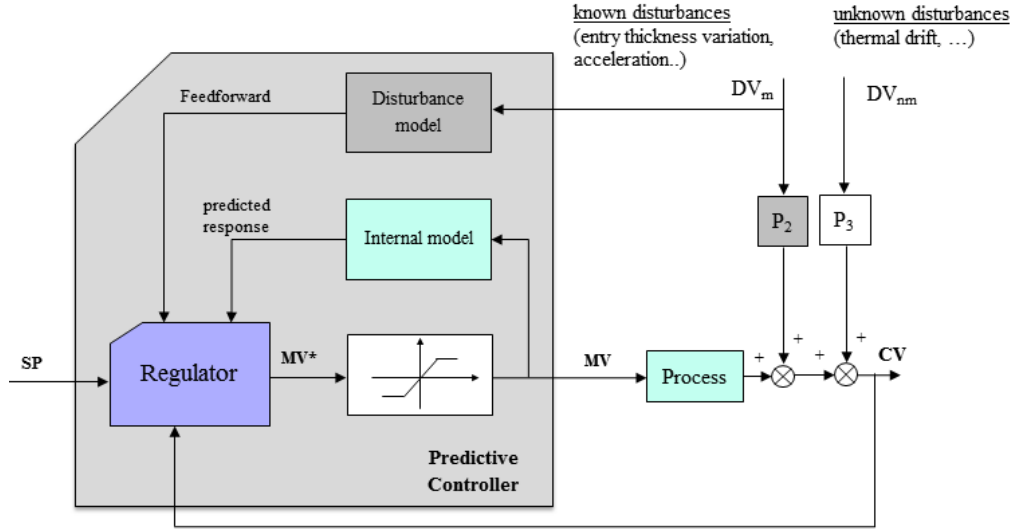 known disturbances
(entry thickness variation,
acceleration..)
unknown disturbances
(thermal drift, …)
DVm
DVnm
Feedforward
Disturbance
model
P2
P3
predicted
response
Internal model
SP
Regulator
MV*
MV
Process
+
+
+
+
CV
Predictive
Controller